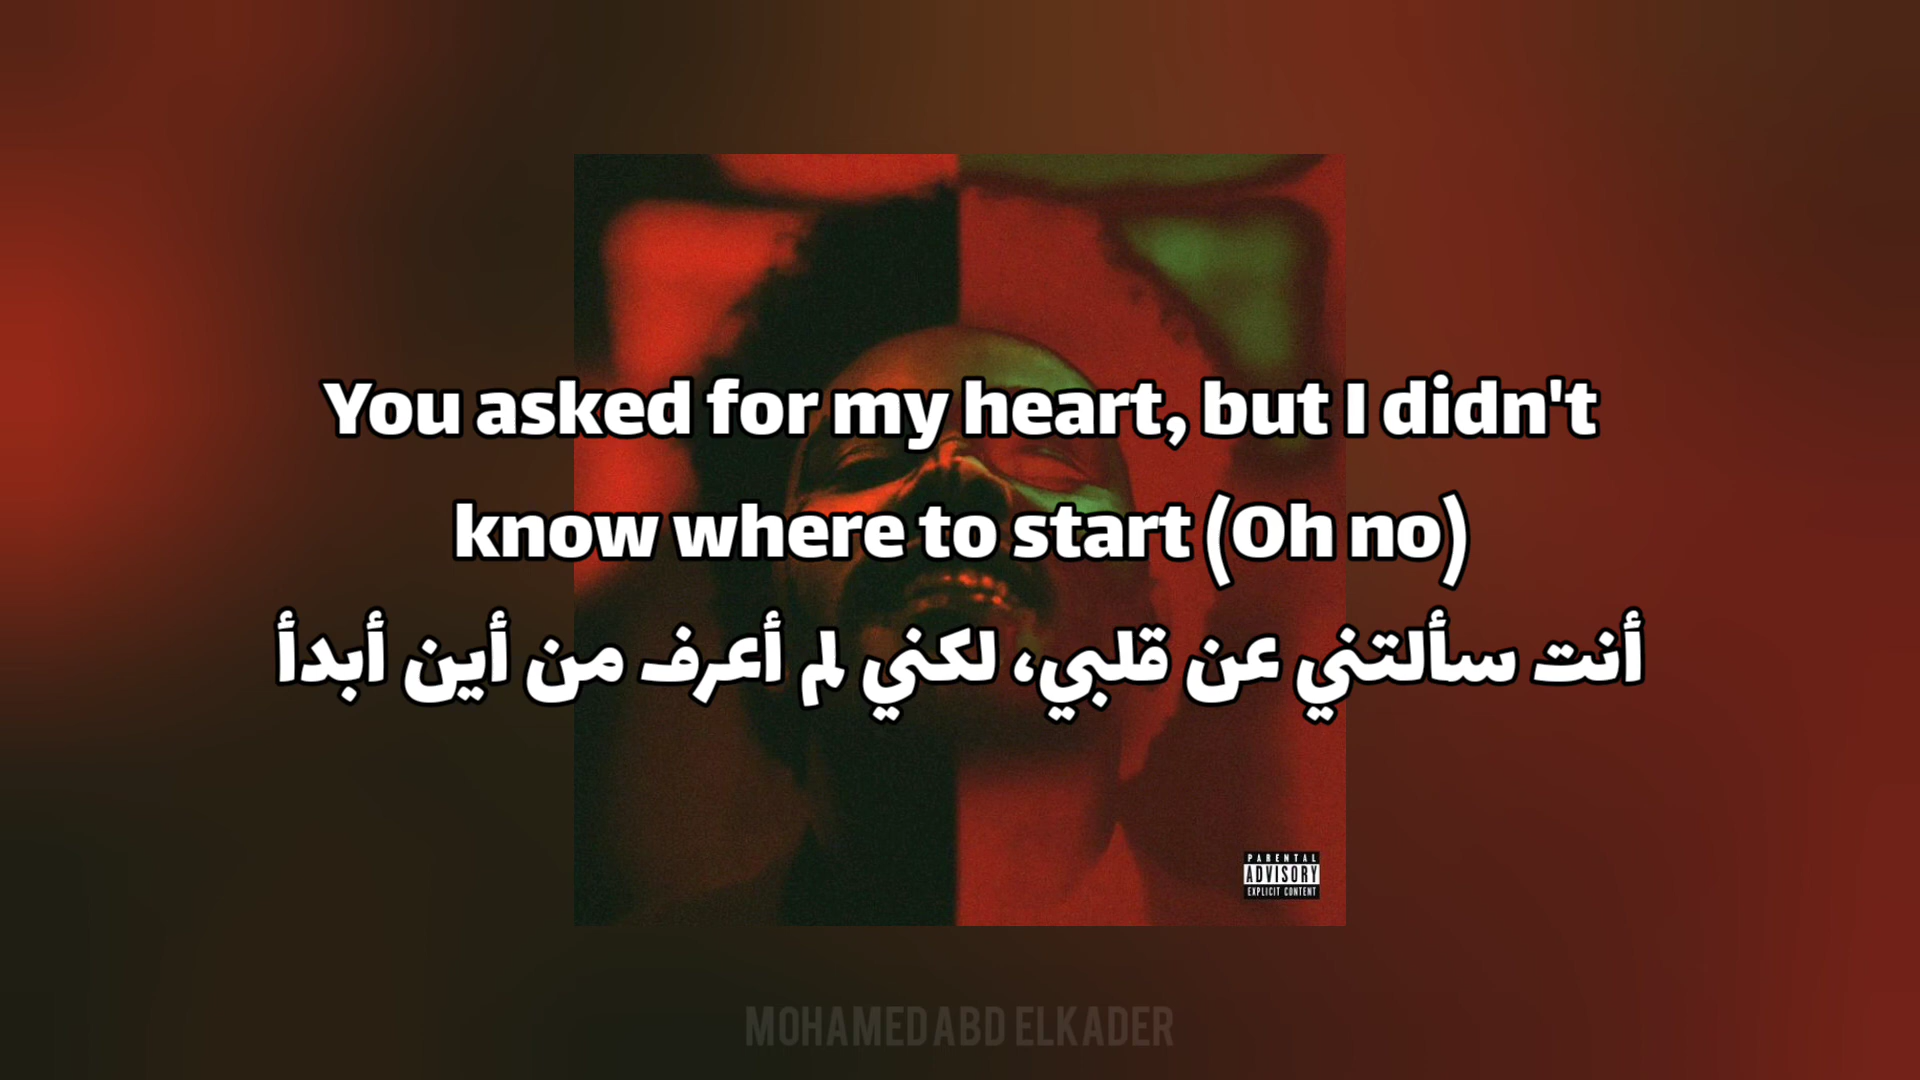 You asked for my heart, but I didn't
know where to start (Oh no)
أنت سألتني عن قلبي، لكني لم أعرف من أين أبدأ
PARENTAL
ADVISORY
EXPLICIT CONTENT
MOHAMED ABD ELKADER